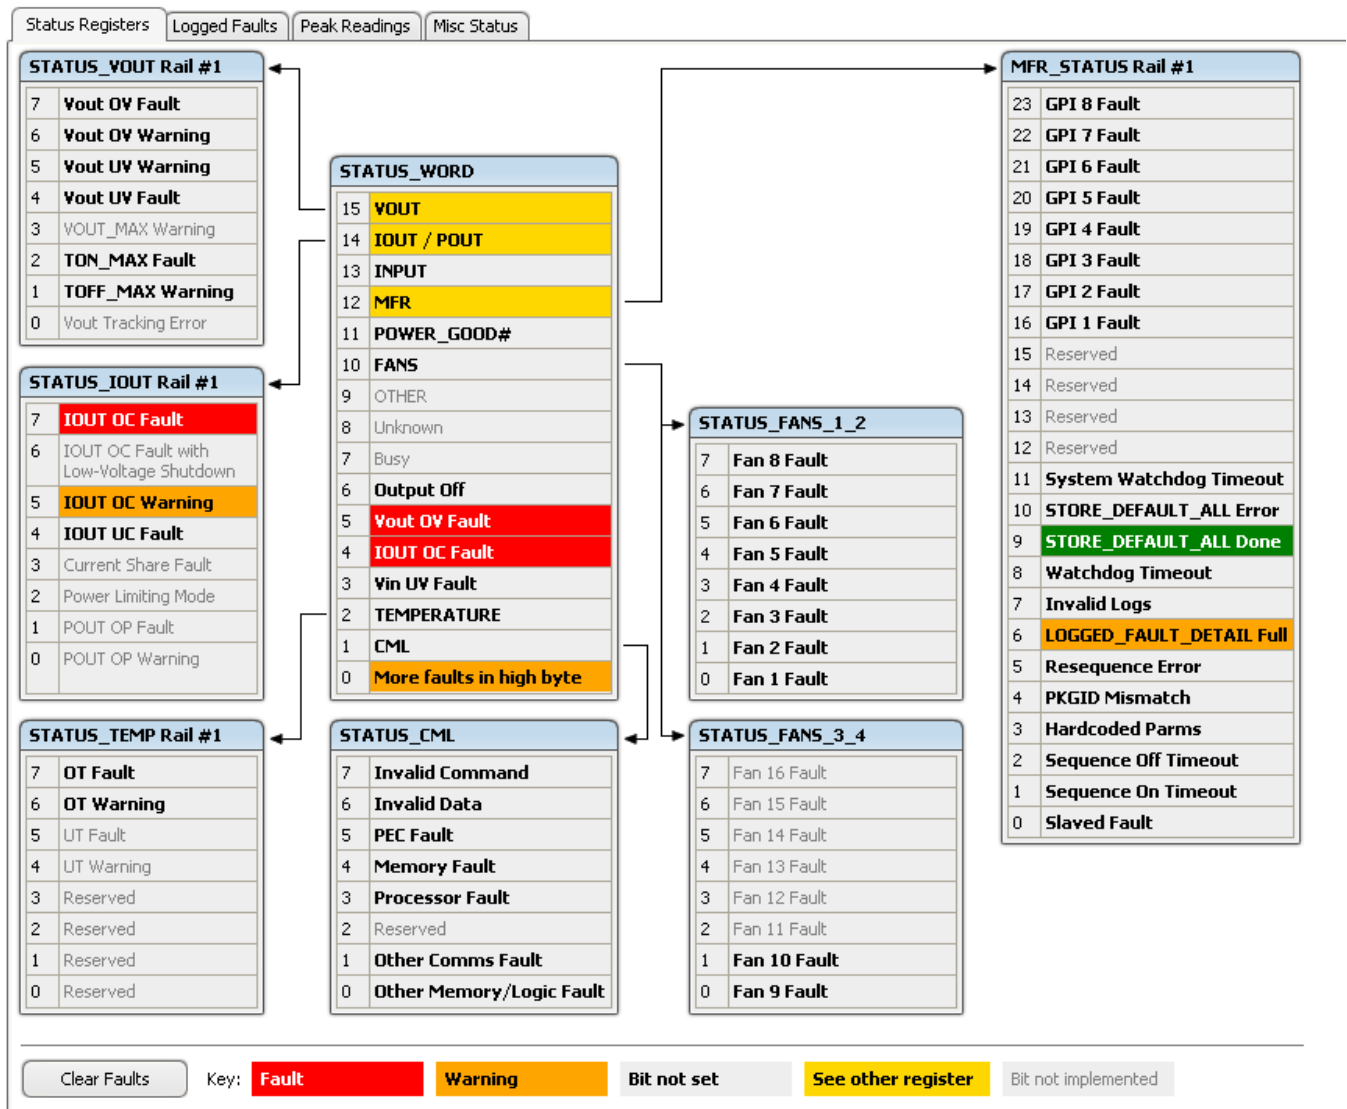 Status Registers Logged Faults Peak Readings Misc Status
STATUS_VOUT Rail #1
7 Vout OV Fault
6 Vout OV Warning
5 Vout UV Warning
4 Vout UV Fault
3 VOUT_MAX Warning
2 TON_MAX Fault
1 TOFF_MAX Warning
0 Vout Tracking Error
STATUS_IOUT Rail #1
7 IOUT OC Fault
6 IOUT OC Fault with
Low-Voltage Shutdown
5 IOUT OC Warning
4 IOUT UC Fault
3 Current Share Fault
2 Power Limiting Mode
1 POUT OP Fault
0 POUT OP Warning
STATUS_TEMP Rail #1
7 OT Fault
6 OT Warning
5 UT Fault
4 UT Warning
3 Reserved
2 Reserved
1 Reserved
0 Reserved
STATUS_WORD
15 VOUT
14 IOUT / POUT
13 INPUT
12 MFR
11 POWER_GOOD#
10 FANS
9 OTHER
8 Unknown
7 Busy
6 Output Off
5 Vout OV Fault
4 IOUT OC Fault
3 Vin UV Fault
2 TEMPERATURE
1 CML
0 More faults in high byte
STATUS_CML
7 Invalid Command
6 Invalid Data
5 PEC Fault
4 Memory Fault
3 Processor Fault
2 Reserved
1 Other Comms Fault
0 Other Memory/Logic Fault
STATUS_FANS_1_2
7 Fan 8 Fault
6 Fan 7 Fault
5 Fan 6 Fault
4 Fan 5 Fault
3 Fan 4 Fault
2 Fan 3 Fault
1 Fan 2 Fault
0 Fan 1 Fault
STATUS_FANS_3_4
7 Fan 16 Fault
6 Fan 15 Fault
5 Fan 14 Fault
4 Fan 13 Fault
3 Fan 12 Fault
2 Fan 11 Fault
1 Fan 10 Fault
0 Fan 9 Fault
MFR_STATUS Rail #1
23 GPI 8 Fault
22 GPI 7 Fault
21 GPI 6 Fault
20 GPI 5 Fault
19 GPI 4 Fault
18 GPI 3 Fault
17 GPI 2 Fault
16 GPI 1 Fault
15 Reserved
14 Reserved
13 Reserved
12 Reserved
11 System Watchdog Timeout
10 STORE_DEFAULT_ALL Error
9 STORE_DEFAULT_ALL Done
8 Watchdog Timeout
7 Invalid Logs
6 LOGGED_FAULT_DETAIL Full
5 Resequence Error
4 PKGID Mismatch
3 Hardcoded Parms
2 Sequence Off Timeout
1 Sequence On Timeout
0 Slaved Fault
Clear Faults Key: Fault Warning Bit not set See other register Bit not implemented